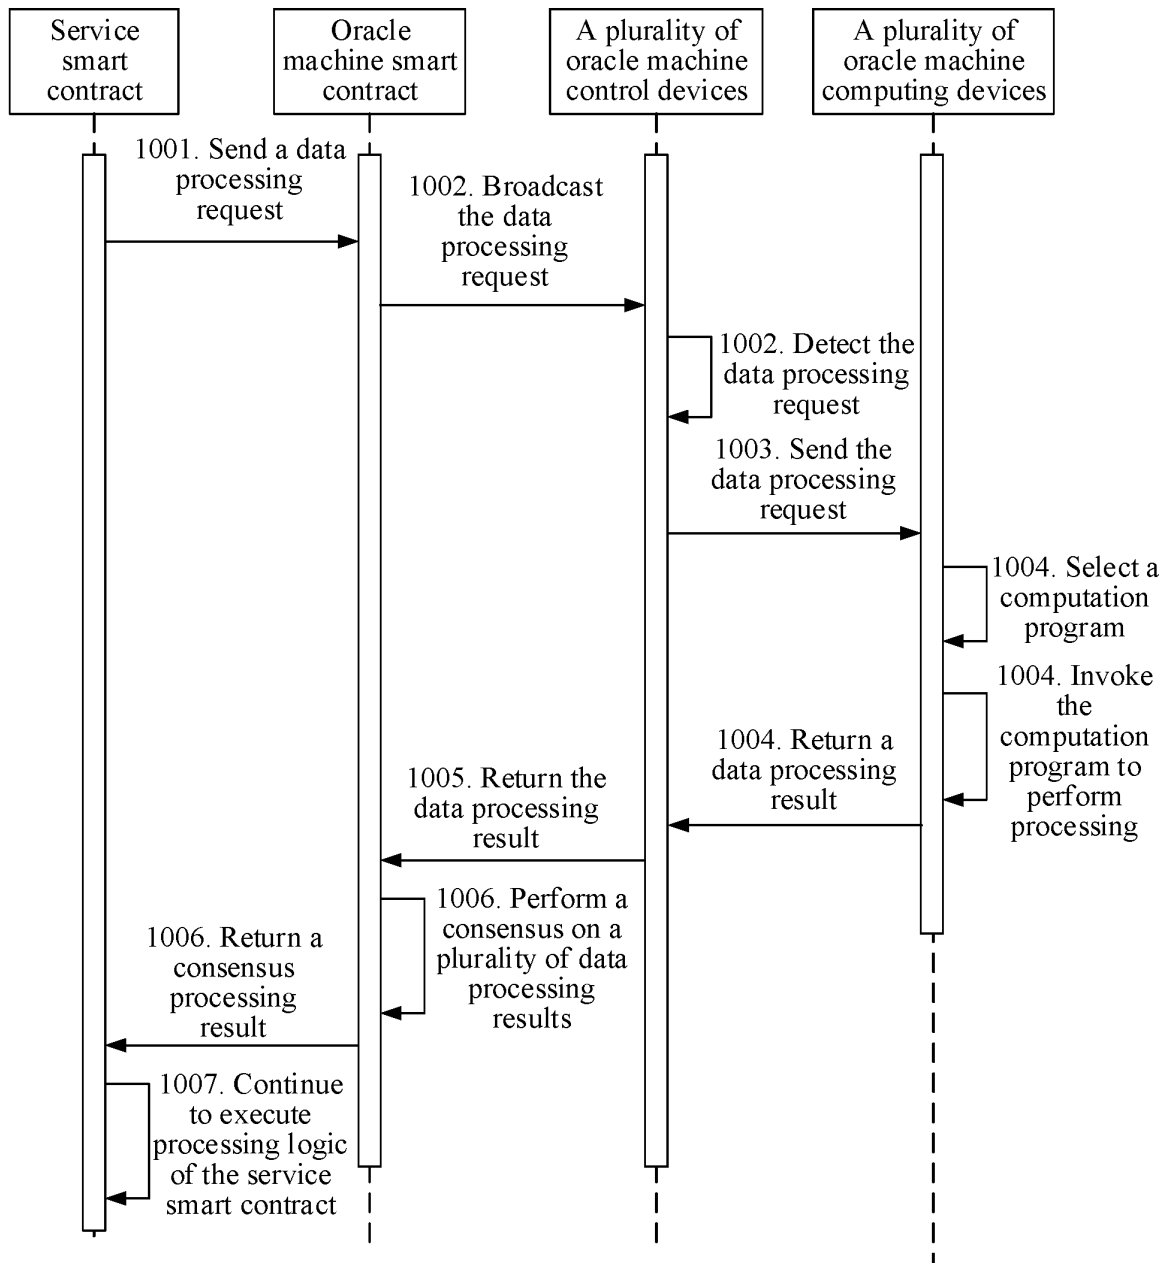 Service
smart
contract
Oracle
machine smart
contract
A plurality of
oracle machine
control devices
A plurality of
oracle machine
computing devices
1001. Send a data
processing
request
1002. Broadcast
the data
processing
request
1002. Detect the
data processing
request
1003. Send the
data processing
request
1004. Select a
computation
program
1004. Invoke
the
computation
program to
perform
processing
1004. Return a
data processing
result
1005. Return the
data processing
result
1006. Perform a
consensus on a
plurality of data
processing
results
1006. Return a
consensus
processing
result
1007. Continue
to execute
processing logic
of the service
smart contract